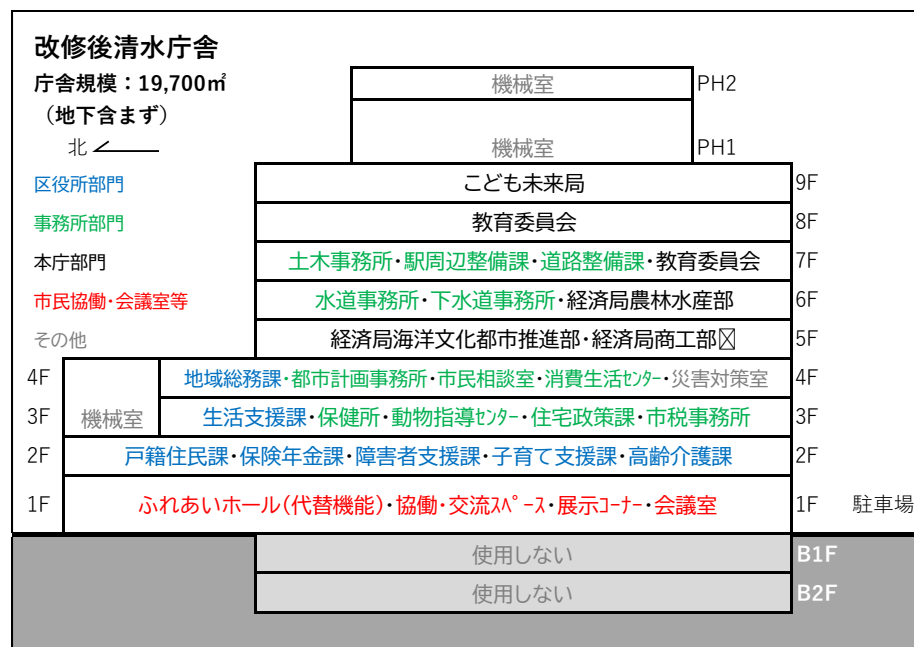 改修後清水庁舎
庁舎規模：19,700㎡
（地下含まず）
北
機械室 PH2
機械室 PH1
区役所部門
こども未来局 9F
事務所部門
教育委員会 8F
本庁部門
土木事務所・駅周辺整備課・道路整備課・教育委員会 7F
市民協働・会議室等
水道事務所・下水道事務所・経済局農林水産部 6F
その他
経済局海洋文化都市推進部・経済局商工部 5F
4F 地域総務課・都市計画事務所・市民相談室・消費生活ｾﾝﾀｰ・災害対策室 4F
3F 機械室 生活支援課・保健所・動物指導ｾﾝﾀｰ・住宅政策課・市税事務所 3F
2F 戸籍住民課・保険年金課・障害者支援課・子育て支援課・高齢介護課 2F
1F ふれあいホール(代替機能)・協働・交流ｽﾍﾟｰｽ・展示ｺｰﾅｰ・会議室 1F 駐車場
使用しない B1F
使用しない B2F